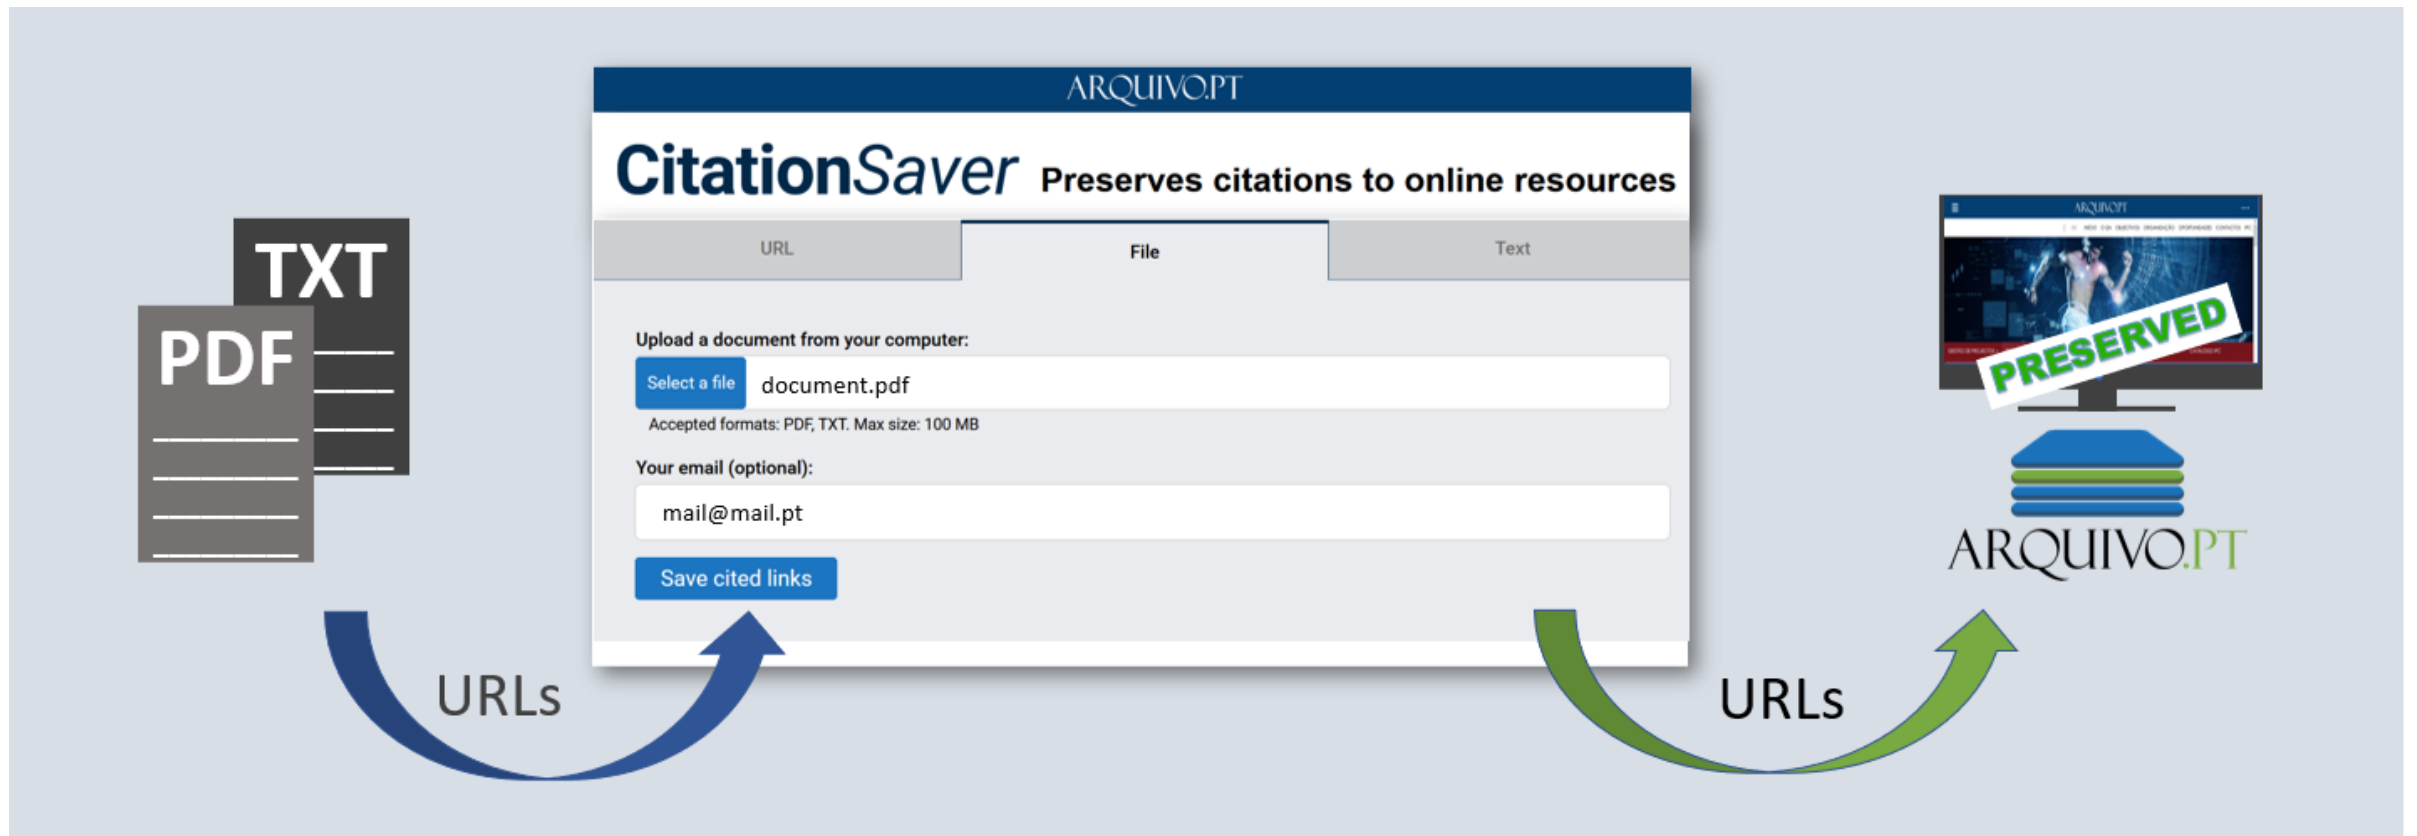 TXT
PDF
URLs
ARQUIVO.PT
CitationSaver Preserves citations to online resources
URL File Text
Upload a document from your computer:
Select a file document.pdf
Accepted formats: PDF, TXT. Max size: 100 MB
Your email (optional):
mail@mail.pt
Save cited links
URLs
ARQUIVO.PT
PRESERVED
ARQUIVO.PT